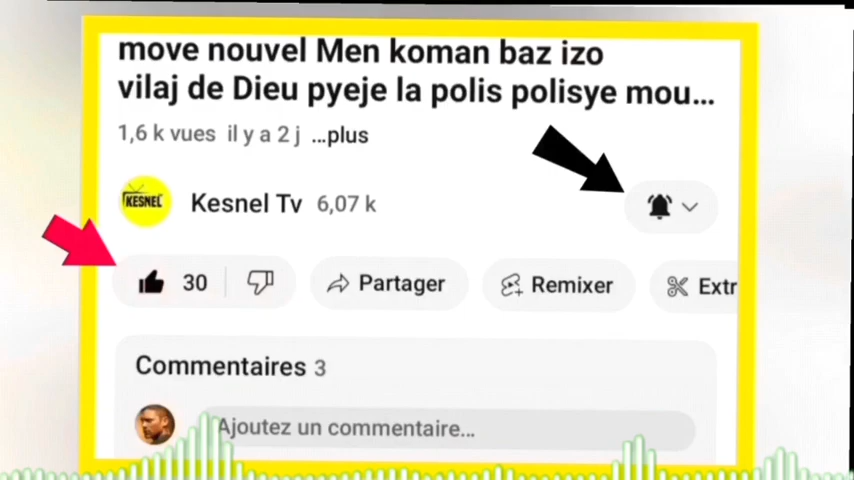 move nouvel Men koman baz izo
vilaj de Dieu pyeje la polis polisye mou...
1,6 k vues il y a 2 j ...plus
KESNEL
Kesnel Tv 6,07 k
30 Partager Remixer Extr
Commentaires 3
Ajoutez un commentaire...